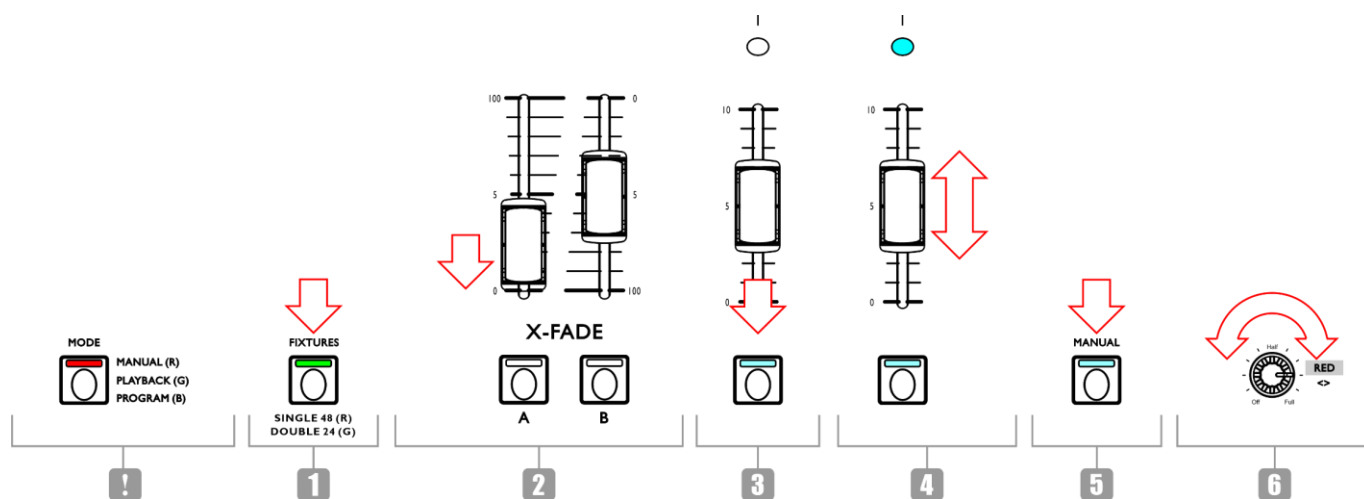 I
I
100
0
10
10
5
5
5
5
0
100
0
0
X-FADE
MODE
MANUAL (R)
PLAYBACK (G)
PROGRAM (B)
FIXTURES
SINGLE 48 (R)
DOUBLE 24 (G)
A
B
MANUAL
Half
Off
Full
RED
<>
!
1
2
3
4
5
6